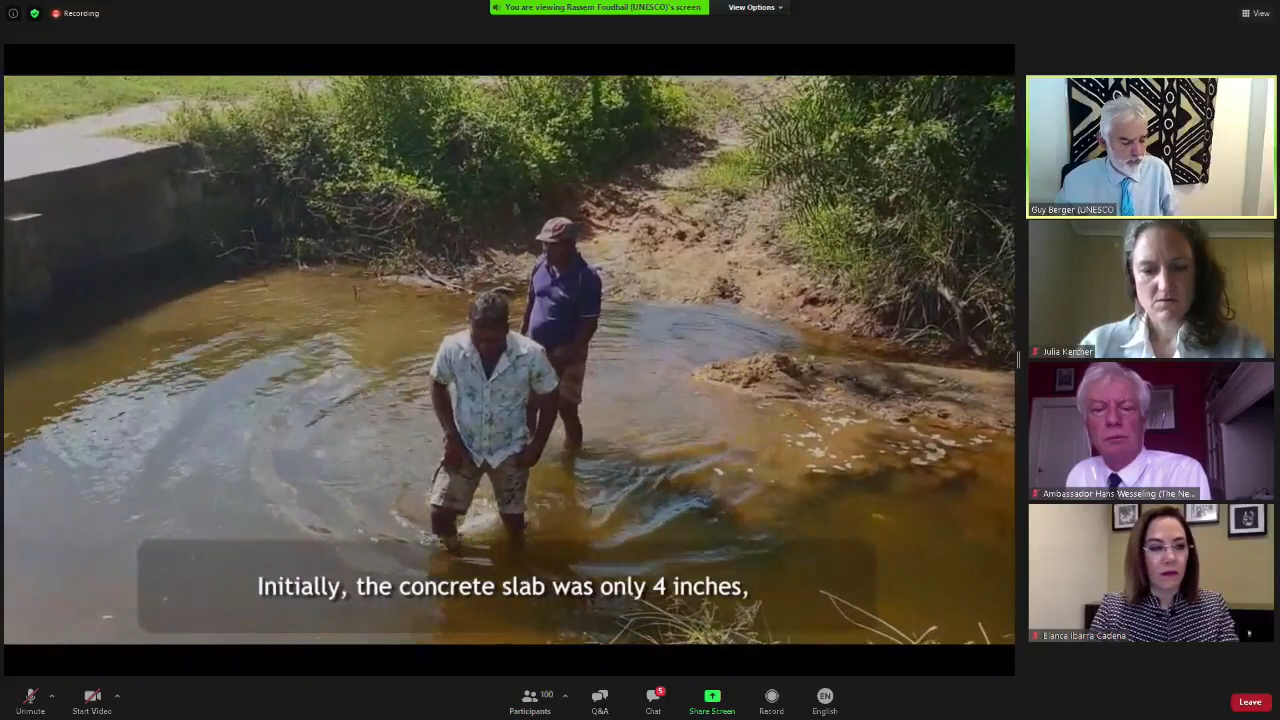 Recording
You are viewing Rassem Foudhail (UNESCO)'s screen
View Options
View
Guy Berger (UNESCO
Julia Kercher
Ambassador Hans Wesseling (The Ne...
Blanca Ibarra Cadena
Initially, the concrete slab was only 4 inches,
Unmute
Start Video
100
Participants
Q&A
5
Chat
Share Screen
Record
EN
English
Leave